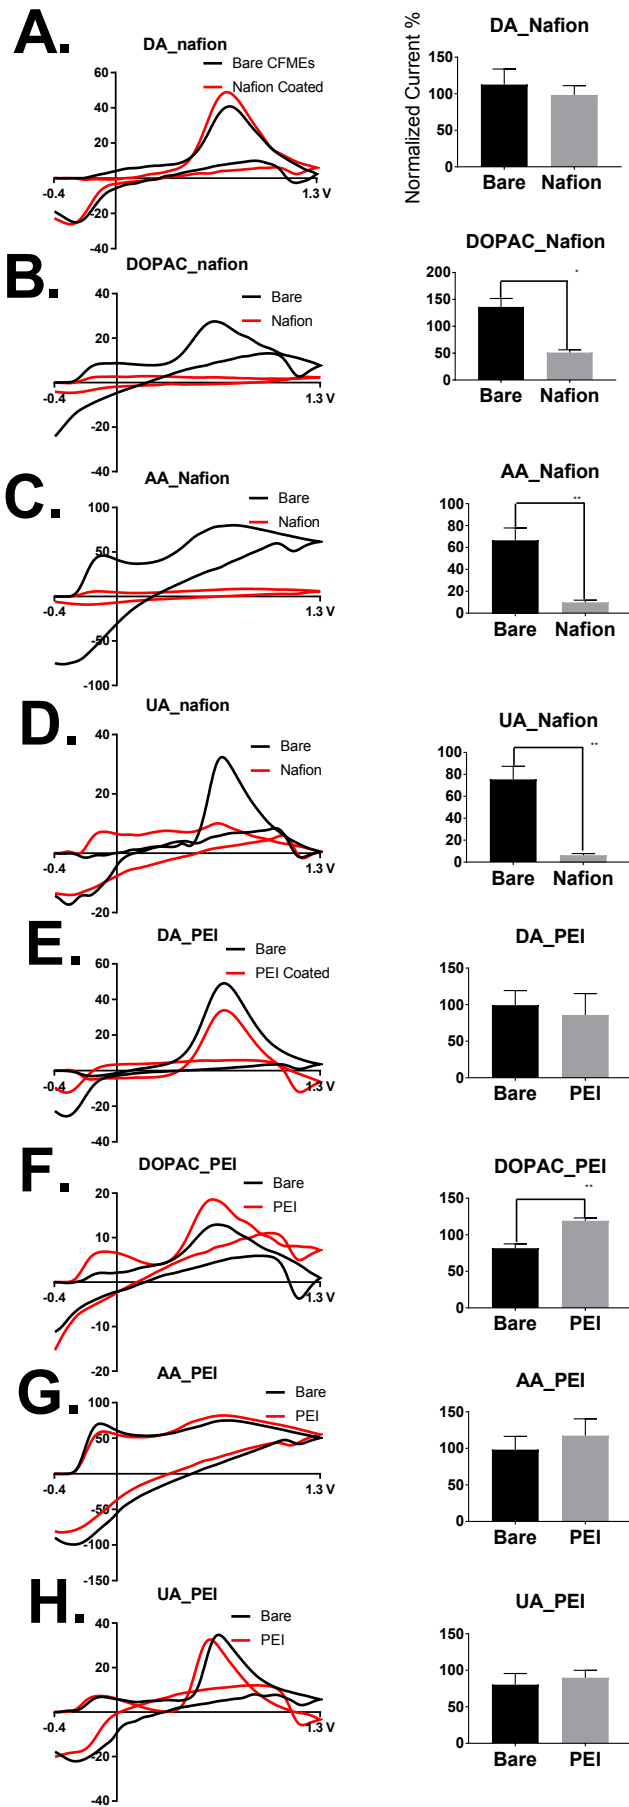 A.
DA_nafion
Bare CFMEs
Nafion Coated
60
40
20
-20
-40
-0.4
1.3 V
DA_Nafion
Normalized Current %
150
100
50
0
Bare
Nafion
B.
DOPAC_nafion
Bare
Nafion
40
20
-20
-40
-0.4
1.3 V
DOPAC_Nafion
*
200
150
100
50
0
Bare
Nafion
C.
AA_Nafion
Bare
Nafion
100
50
-50
-100
-0.4
1.3 V
AA_Nafion
**
100
80
60
40
20
0
Bare
Nafion
D.
UA_nafion
Bare
Nafion
40
20
-20
-0.4
1.3 V
UA_Nafion
**
100
80
60
40
20
0
Bare
Nafion
E.
DA_PEI
Bare
PEI Coated
60
40
20
-20
-40
-0.4
1.3 V
DA_PEI
150
100
50
0
Bare
PEI
F.
DOPAC_PEI
Bare
PEI
20
10
-10
-20
-0.4
1.3 V
DOPAC_PEI
**
150
100
50
0
Bare
PEI
G.
AA_PEI
Bare
PEI
100
50
-50
-100
-150
-0.4
1.3 V
AA_PEI
150
100
50
0
Bare
PEI
H.
UA_PEI
Bare
PEI
40
20
-20
-40
-0.4
1.3 V
UA_PEI
150
100
50
0
Bare
PEI